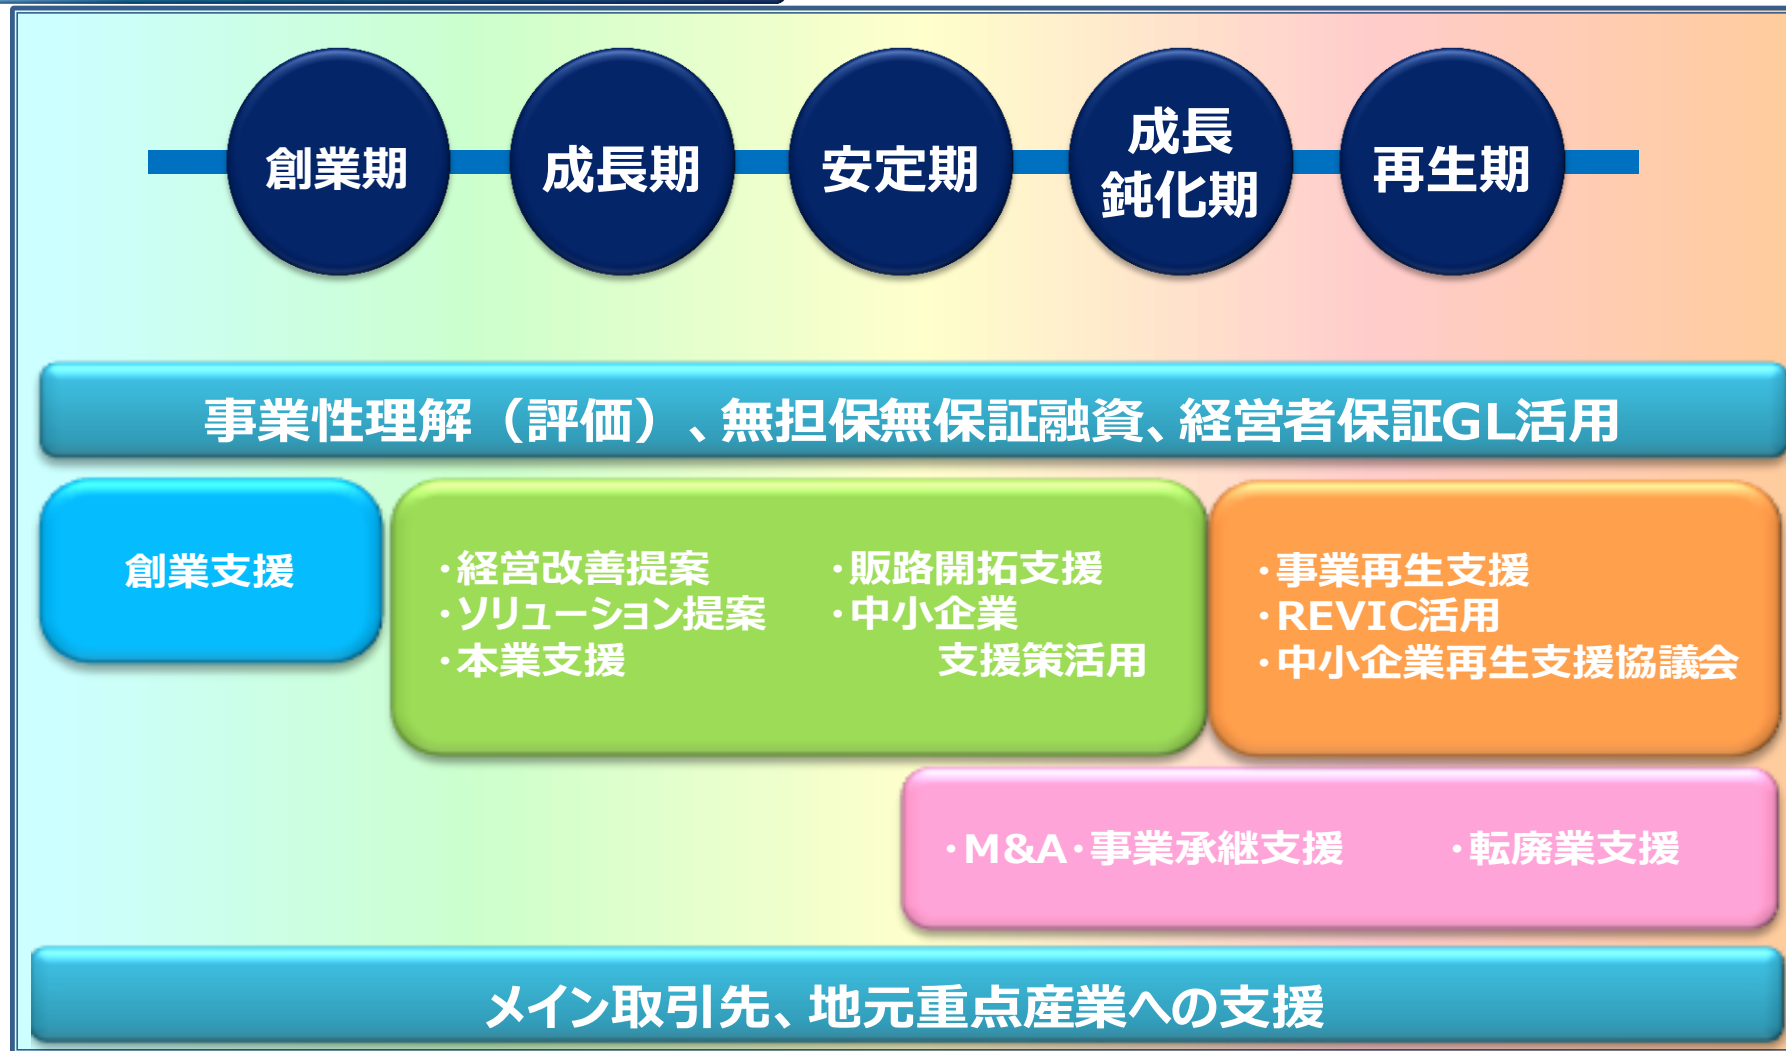 創業期
成長期
安定期
成長
鈍化期
再生期
事業性理解（評価）、無担保無保証融資、経営者保証GL活用
創業支援
・経営改善提案
・ソリューション提案
・本業支援
・販路開拓支援
・中小企業
支援策活用
・事業再生支援
・REVIC活用
・中小企業再生支援協議会
・M&A・事業承継支援 ・転廃業支援
メイン取引先、地元重点産業への支援